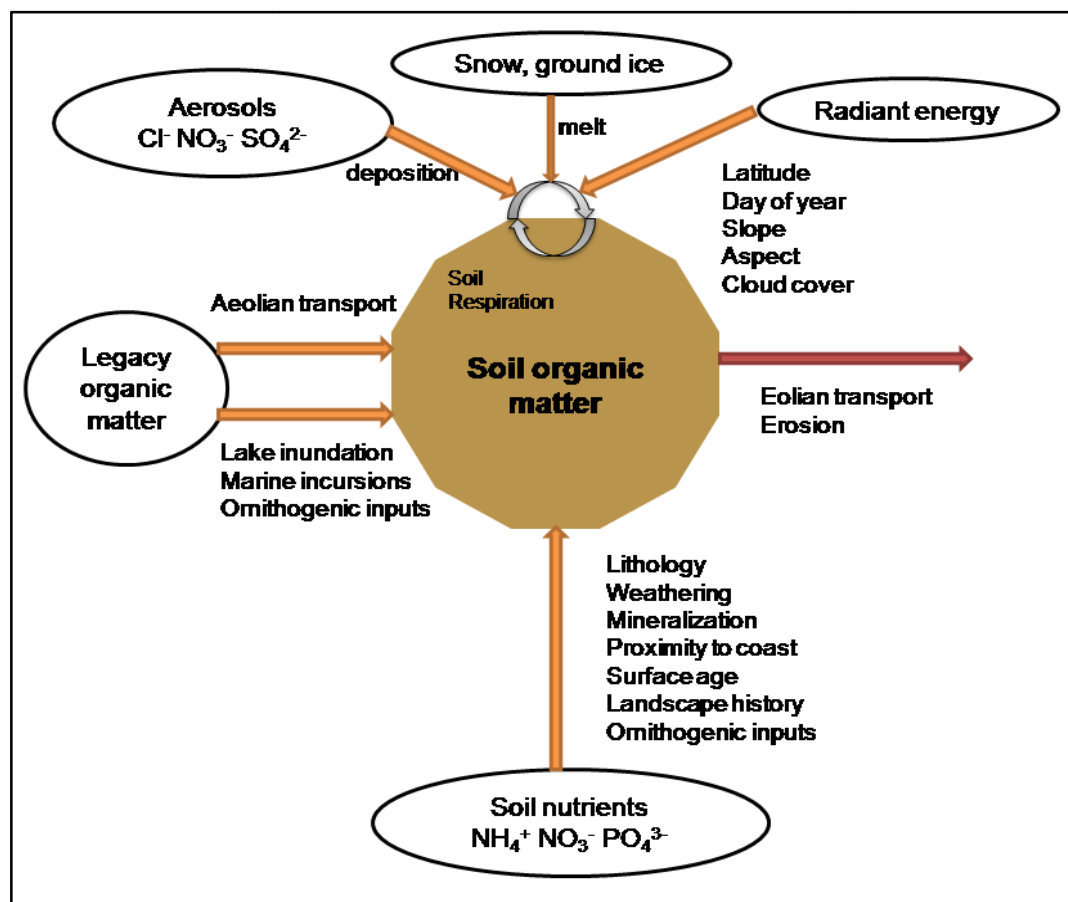 Snow, ground ice
Aerosols
Cl⁻ NO₃⁻ SO₄²⁻
Radiant energy
melt
deposition
Latitude
Day of year
Slope
Aspect
Cloud cover
Soil
Respiration
Aeolian transport
Legacy
organic
matter
Soil organic
matter
Eolian transport
Erosion
Lake inundation
Marine incursions
Ornithogenic inputs
Lithology
Weathering
Mineralization
Proximity to coast
Surface age
Landscape history
Ornithogenic inputs
Soil nutrients
NH₄⁺ NO₃⁻ PO₄³⁻